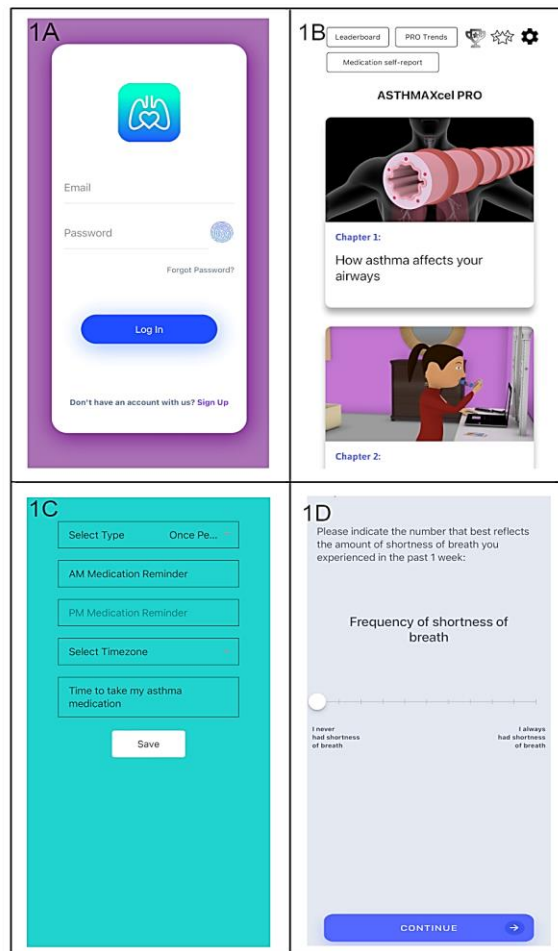 1A
Email
Password
Forgot Password?
Log In
Don't have an account with us? Sign Up
1B
Leaderboard
PRO Trends
Medication self-report
ASTHMAXcel PRO
Chapter 1:
How asthma affects your
airways
Chapter 2:
1C
Select Type Once Pe...
AM Medication Reminder
PM Medication Reminder
Select Timezone
Time to take my asthma
medication
Save
1D
Please indicate the number that best reflects
the amount of shortness of breath you
experienced in the past 1 week:
Frequency of shortness of
breath
I never
had shortness
of breath
I always
had shortness
of breath
CONTINUE